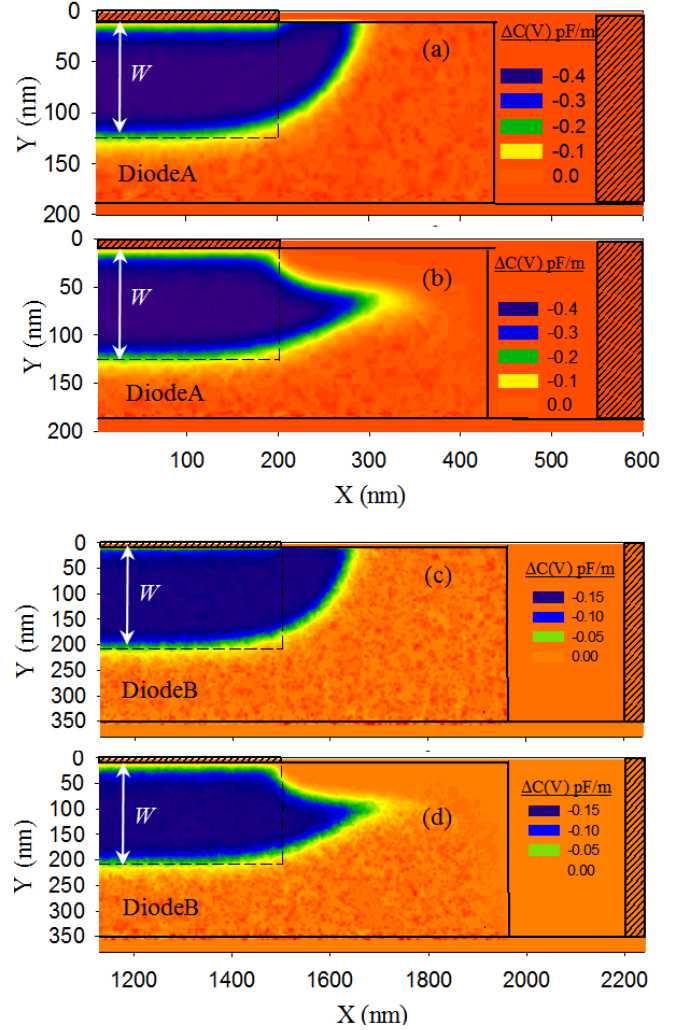 0
50
100
150
200
Y (nm)
W
DiodeA
(a)
ΔC(V) pF/m
-0.4
-0.3
-0.2
-0.1
0.0
0
50
100
150
200
Y (nm)
W
DiodeA
(b)
ΔC(V) pF/m
-0.4
-0.3
-0.2
-0.1
0.0
100 200 300 400 500 600
X (nm)
0
50
100
150
200
250
300
350
Y (nm)
W
DiodeB
(c)
ΔC(V) pF/m
-0.15
-0.10
-0.05
0.00
0
50
100
150
200
250
300
350
Y (nm)
W
DiodeB
(d)
ΔC(V) pF/m
-0.15
-0.10
-0.05
0.00
1200 1400 1600 1800 2000 2200
X (nm)